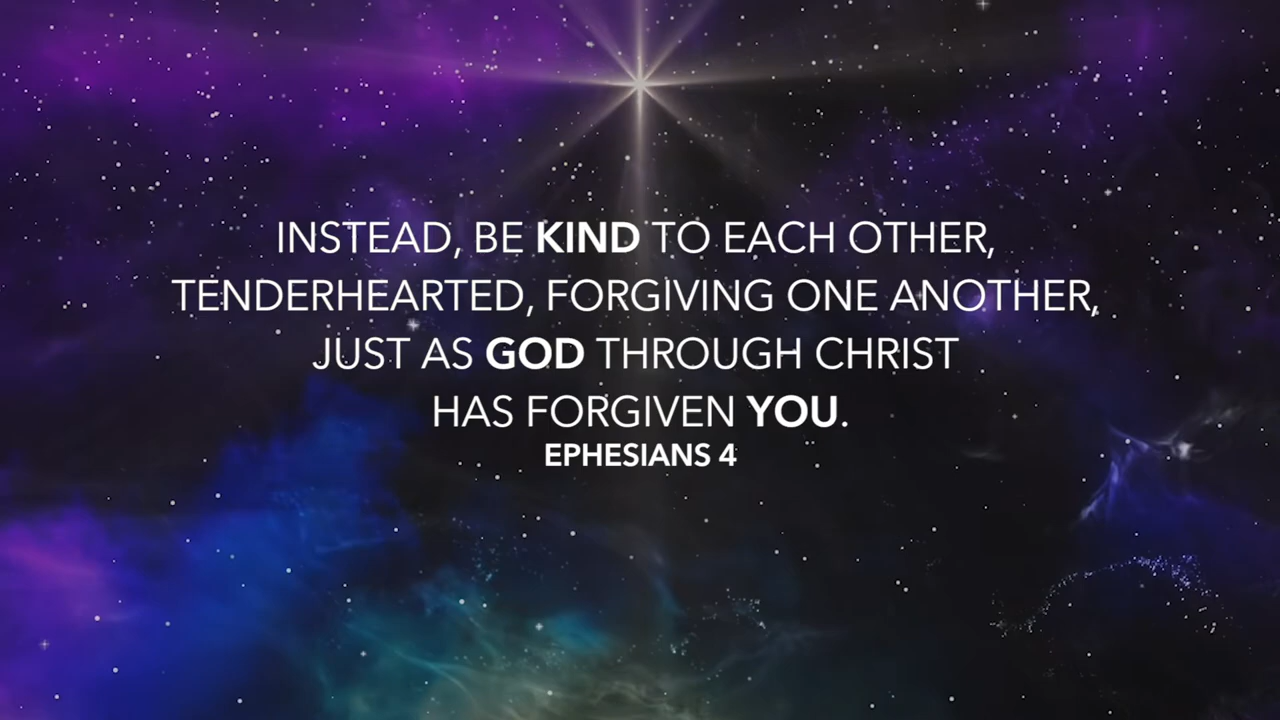 INSTEAD, BE KIND TO EACH OTHER,
TENDERHEARTED, FORGIVING ONE ANOTHER,
JUST AS GOD THROUGH CHRIST
HAS FORGIVEN YOU.
EPHESIANS 4